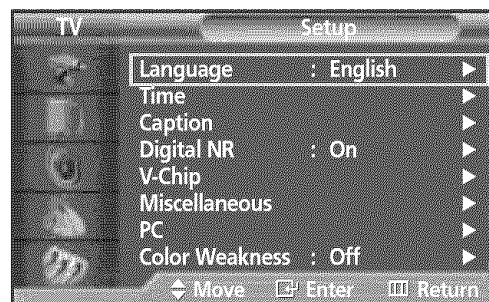 TV Setup
Language : English
Time
Caption
Digital NR : On
V-Chip
Miscellaneous
PC
Color Weakness : Off
Move Enter Return